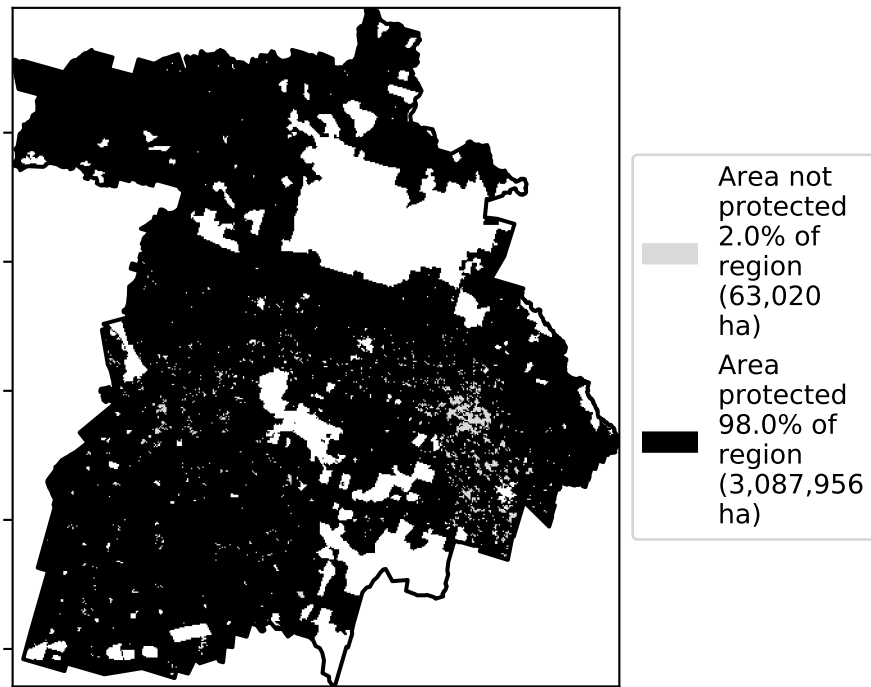 Area not
protected
2.0% of
region
(63,020
ha)
Area
protected
98.0% of
region
(3,087,956
ha)